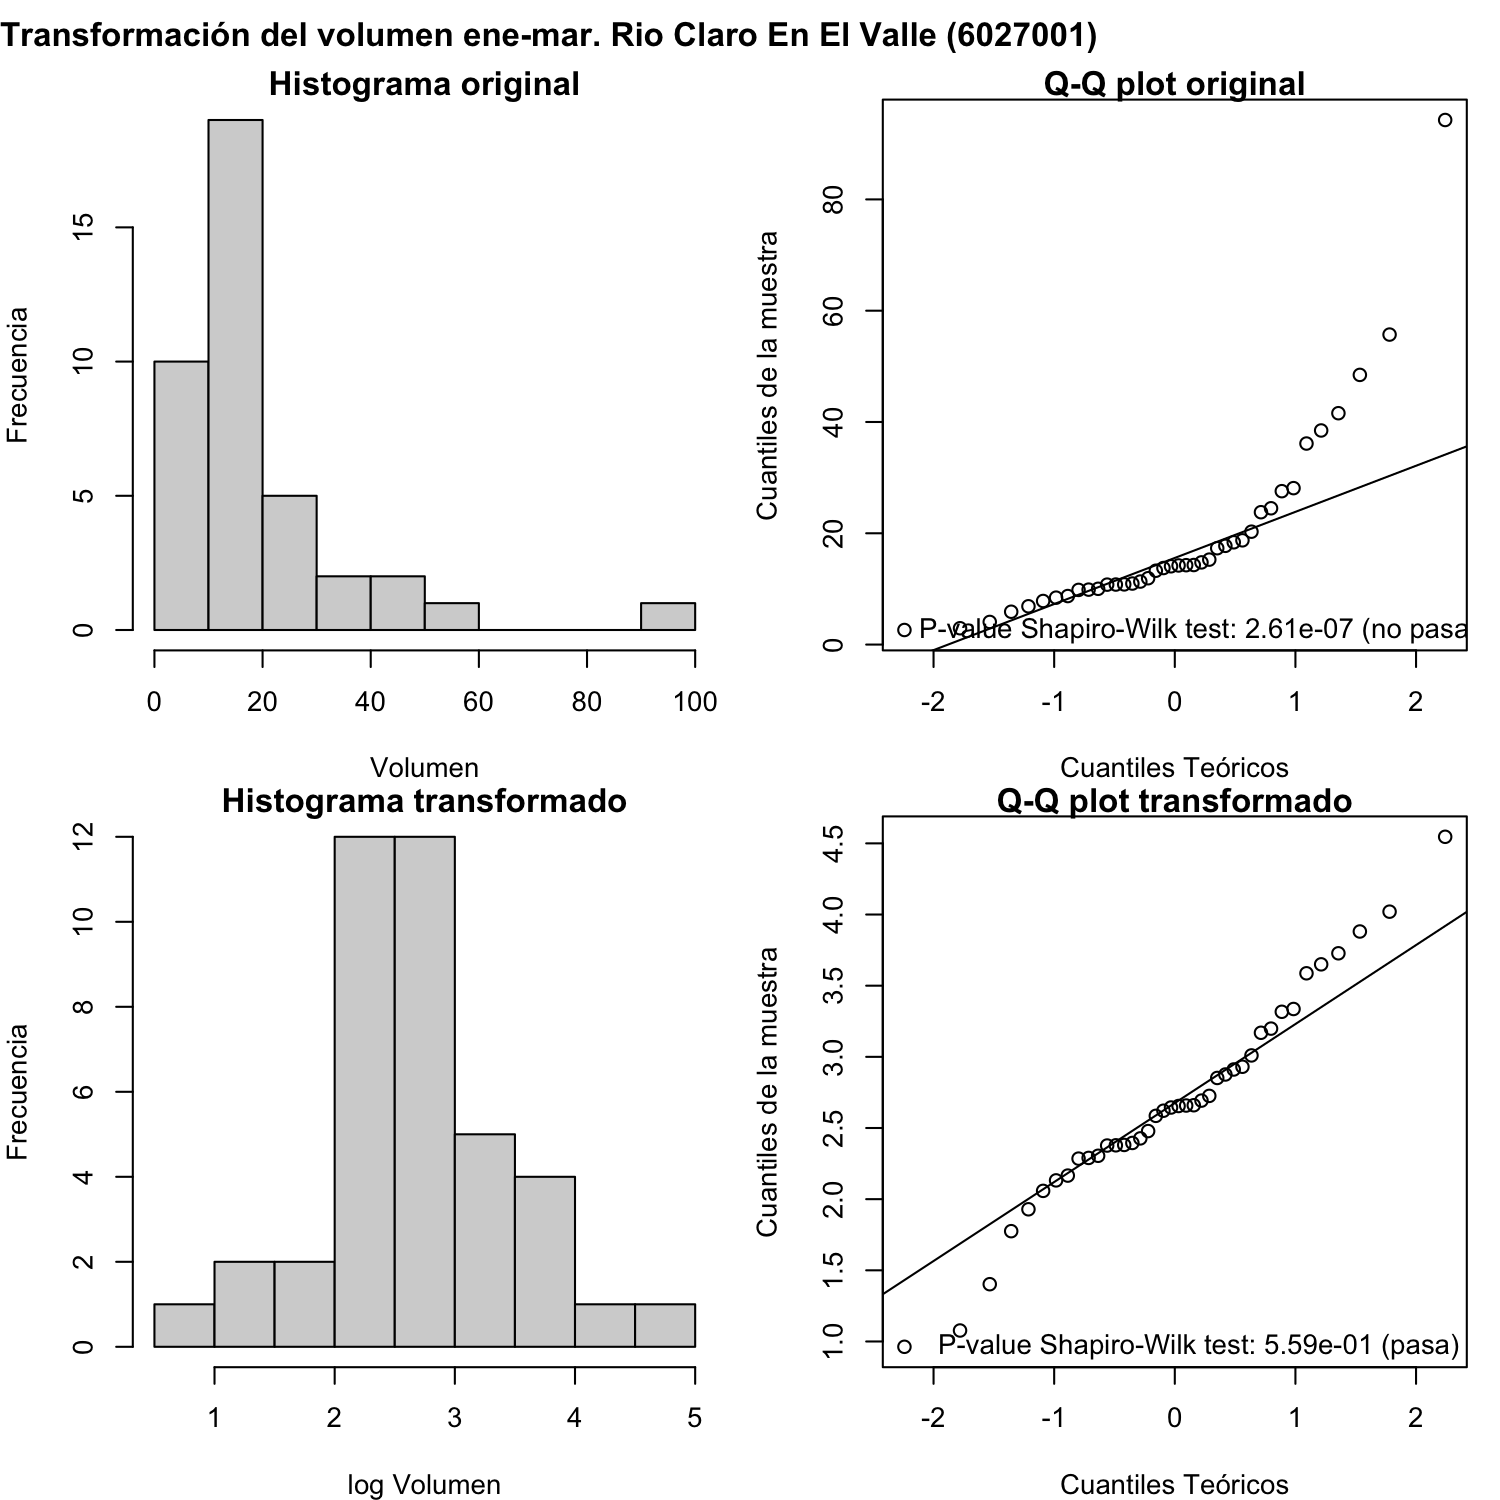 Transformación del volumen ene-mar. Rio Claro En El Valle (6027001)
Histograma original
Frecuencia
15
10
5
0
0 20 40 60 80 100
Volumen
Q-Q plot original
Cuantiles de la muestra
80
60
40
20
0
P-value Shapiro-Wilk test: 2.61e-07 (no pasa
-2 -1 0 1 2
Cuantiles Teóricos
Histograma transformado
Frecuencia
12
10
8
6
4
2
0
1 2 3 4 5
log Volumen
Q-Q plot transformado
Cuantiles de la muestra
4.5
4.0
3.5
3.0
2.5
2.0
1.5
1.0
P-value Shapiro-Wilk test: 5.59e-01 (pasa)
-2 -1 0 1 2
Cuantiles Teóricos